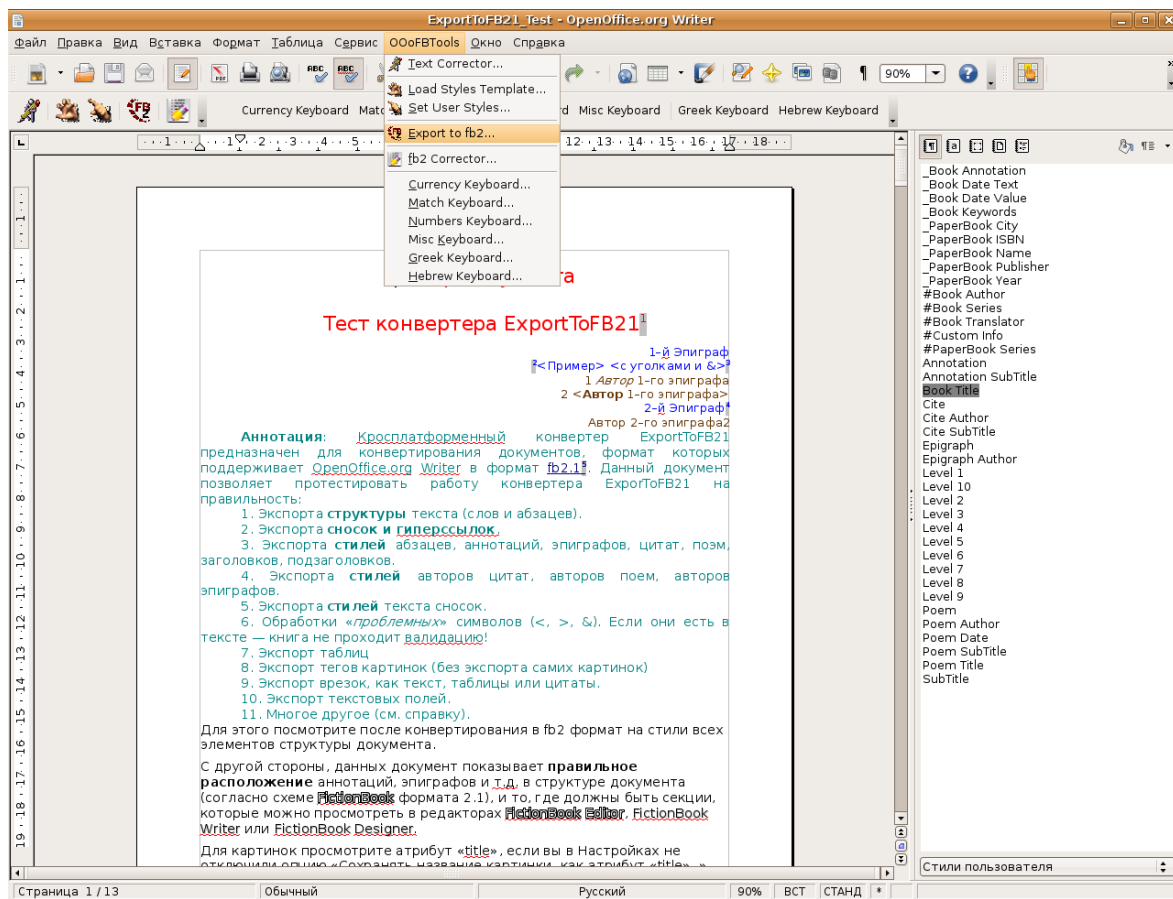 ExportToFB21_Test - OpenOffice.org Writer
Файл Правка Вид Вставка Формат Таблица Сервис OOoFBTools Окно Справка
90%
Currency Keyboard Misc Keyboard Greek Keyboard Hebrew Keyboard
Text Corrector...
Load Styles Template...
Set User Styles...
Export to fb2...
fb2 Corrector...
Currency Keyboard...
Match Keyboard...
Numbers Keyboard...
Misc Keyboard...
Greek Keyboard...
Hebrew Keyboard...
Тест конвертера ExportToFB211
1-й Эпиграф
2<Пример> <с уголками и &>3
1 Автор 1-го эпиграфа
2 <Автор 1-го эпиграфа>
2-й Эпиграф4
Автор 2-го эпиграфа2
Аннотация: Кросплатформенный конвертер ExportToFB21
предназначен для конвертирования документов, формат которых
поддерживает OpenOffice.org Writer в формат fb2.15. Данный документ
позволяет протестировать работу конвертера ExporToFB21 на
правильность:
1. Экспорта структуры текста (слов и абзацев).
2. Экспорта сносок и гиперссылок.
3. Экспорта стилей абзацев, аннотаций, эпиграфов, цитат, поэм,
заголовков, подзаголовков.
4. Экспорта стилей авторов цитат, авторов поем, авторов
эпиграфов.
5. Экспорта стилей текста сносок.
6. Обработки «проблемных» символов (<, >, &). Если они есть в
тексте — книга не проходит валидацию!
7. Экспорт таблиц
8. Экспорт тегов картинок (без экспорта самих картинок)
9. Экспорт врезок, как текст, таблицы или цитаты.
10. Экспорт текстовых полей.
11. Многое другое (см. справку).
Для этого посмотрите после конвертирования в fb2 формат на стили всех
элементов структуры документа.
С другой стороны, данных документ показывает правильное
расположение аннотаций, эпиграфов и т.д. в структуре документа
(согласно схеме FictionBook формата 2.1), и то, где должны быть секции,
которые можно просмотреть в редакторах FictionBook Editor, FictionBook
Writer или FictionBook Designer.
Для картинок просмотрите атрибут «title», если вы в Настройках не
отключили опцию «Сохранять название картинки, как атрибут «title» »
_Book Annotation
_Book Date Text
_Book Date Value
_Book Keywords
_PaperBook City
_PaperBook ISBN
_PaperBook Name
_PaperBook Publisher
_PaperBook Year
#Book Author
#Book Series
#Book Translator
#Custom Info
#PaperBook Series
Annotation
Annotation SubTitle
Book Title
Cite
Cite Author
Cite SubTitle
Epigraph
Epigraph Author
Level 1
Level 10
Level 2
Level 3
Level 4
Level 5
Level 6
Level 7
Level 8
Level 9
Poem
Poem Author
Poem Date
Poem SubTitle
Poem Title
SubTitle
Стили пользователя
Страница 1/13 Обычный Русский 90% ВСТ СТАНД *